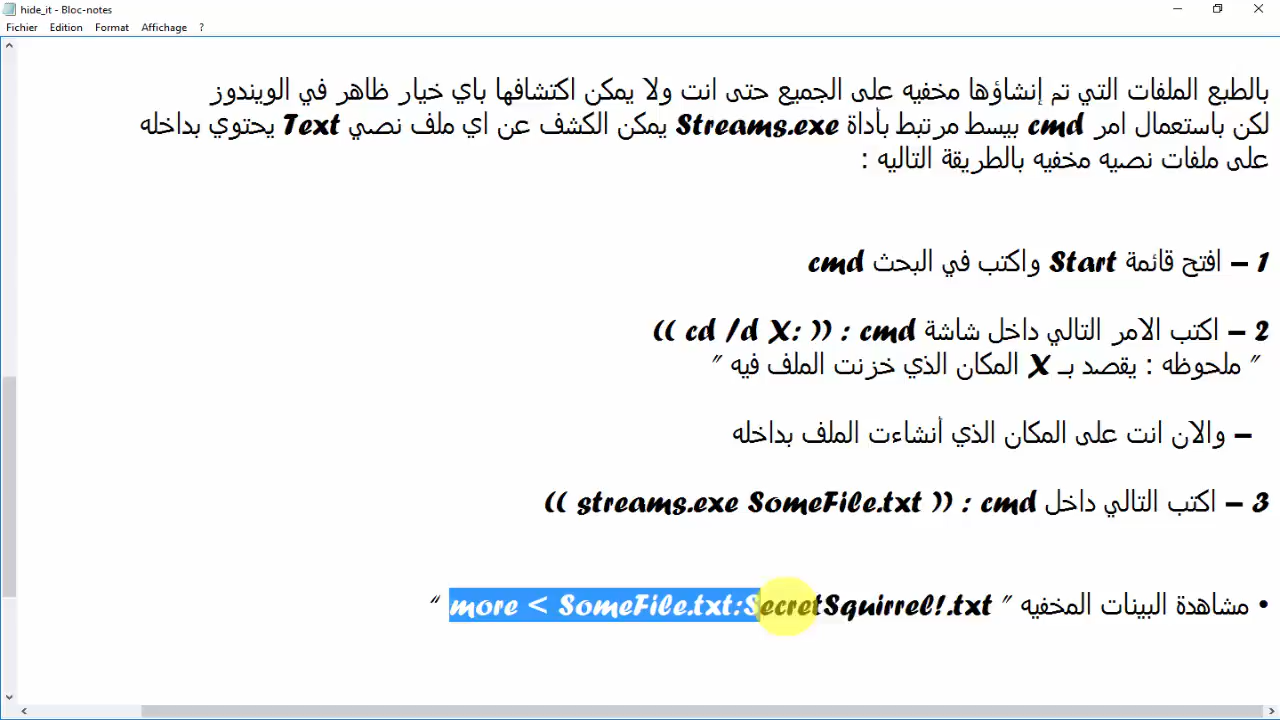 hide_it - Bloc-notes
Fichier Edition Format Affichage ?
بالطبع الملفات التي تم إنشاؤها مخفيه على الجميع حتى انت ولا يمكن اكتشافها باي خيار ظاهر في الويندوز
لكن باستعمال امر cmd بيسط مرتبط بأداة Streams.exe يمكن الكشف عن اي ملف نصي Text يحتوي بداخله
على ملفات نصيه مخفيه بالطريقة التاليه :
1 – افتح قائمة Start واكتب في البحث cmd
2 – اكتب الامر التالي داخل شاشة cmd : (( cd /d X: ))
" ملحوظه : يقصد بـ X المكان الذي خزنت الملف فيه "
– والان انت على المكان الذي أنشاءت الملف بداخله
3 – اكتب التالي داخل cmd : (( streams.exe SomeFile.txt ))
• مشاهدة البينات المخفيه " more < SomeFile.txt:SecretSquirrel!.txt "